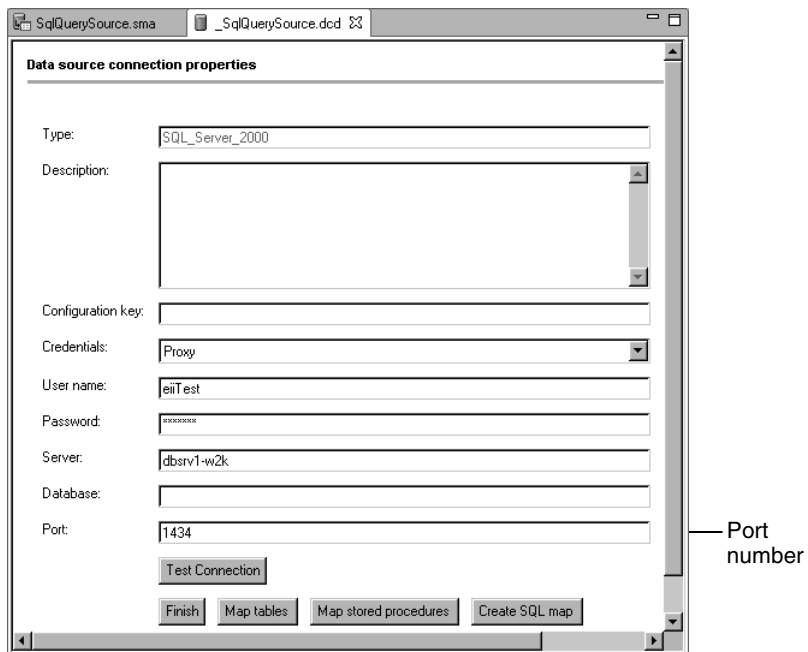 SqlQuerySource.sma
_SqlQuerySource.dcd
Data source connection properties
Type: SQL_Server_2000
Description:
Configuration key:
Credentials: Proxy
User name: eiiTest
Password: *******
Server: dbsrv1-w2k
Database:
Port: 1434
Port
number
Test Connection
Finish Map tables Map stored procedures Create SQL map